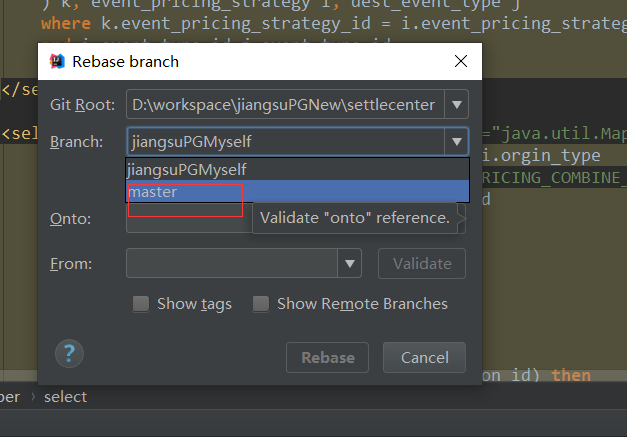 ) k, event_pricing_strategy i, dest_event_type j
where k.event_pricing_strategy_id = i.event_pricing_strateg
Rebase branch
</se
Git Root: D:\workspace\jiangsuPGNew\settlecenter
<sel ="java.util.Map
Branch: jiangsuPGMyself
i.orgin_type
jiangsuPGMyself
RICING_COMBINE_
master
d
Onto: Validate "onto" reference.
From: Validate
Show tags Show Remote Branches
? Rebase Cancel
on id) then
per › select